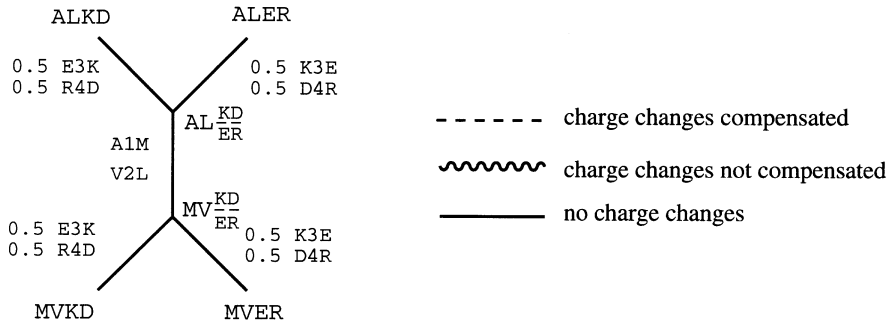 ALKD
ALER
0.5 E3K
0.5 R4D
0.5 K3E
0.5 D4R
AL KD
ER
A1M
V2L
MV KD
ER
0.5 E3K
0.5 R4D
0.5 K3E
0.5 D4R
MVKD
MVER
charge changes compensated
charge changes not compensated
no charge changes